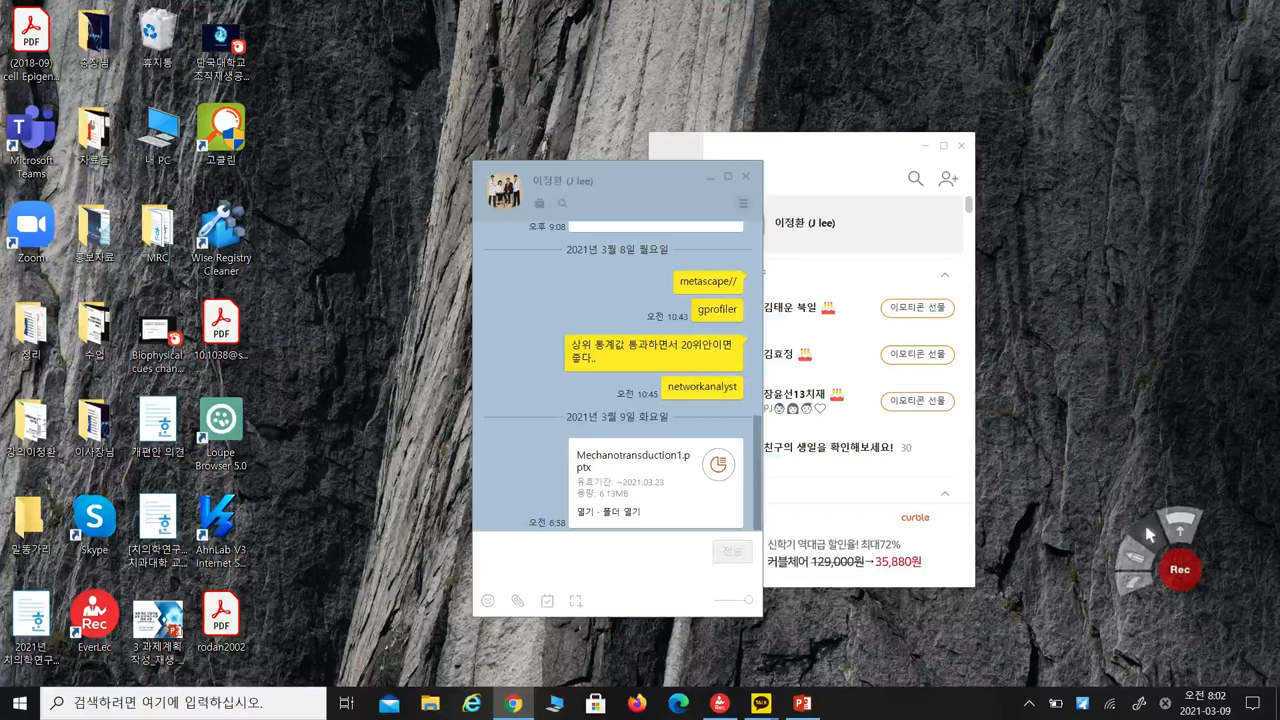 (2018-09)
cell Epigen...
총장님
휴지통
단국대학교
조직재생공...
Microsoft
Teams
자료들
내 PC
고클린
Zoom
홍보자료
MRC
Wise Registry
Cleaner
정리
수업
Biophysical
cues chan...
10.1038@s...
강의이정환
이사장님
개편안 의견
Loupe
Browser 5.0
말똥가리
Skype
[치의학연구...
치과대학 교...
AhnLab V3
Internet S...
2021년
치의학연구...
EverLec
3 과제계획
작성_재생_...
rodan2002
이정환 (J lee)
오후 9:08
2021년 3월 8일 월요일
metascape//
gprofiler
오전 10:43
상위 통계값 통과하면서 20위안이면
좋다..
networkanalyst
오전 10:45
2021년 3월 9일 화요일
Mechanotransduction1.p
ptx
유효기간: ~2021.03.23
용량: 6.13MB
열기 · 폴더 열기
오전 6:58
전송
이정환 (J lee)
김태운 북일
이모티콘 선물
김효정
이모티콘 선물
장윤선13치재
이모티콘 선물
PJ
친구의 생일을 확인해보세요! 30
curble
신학기 역대급 할인율! 최대72%
커블체어 129,000원→35,880원
Rec
검색하려면 여기에 입력하십시오.
오전 8:02
2021-03-09